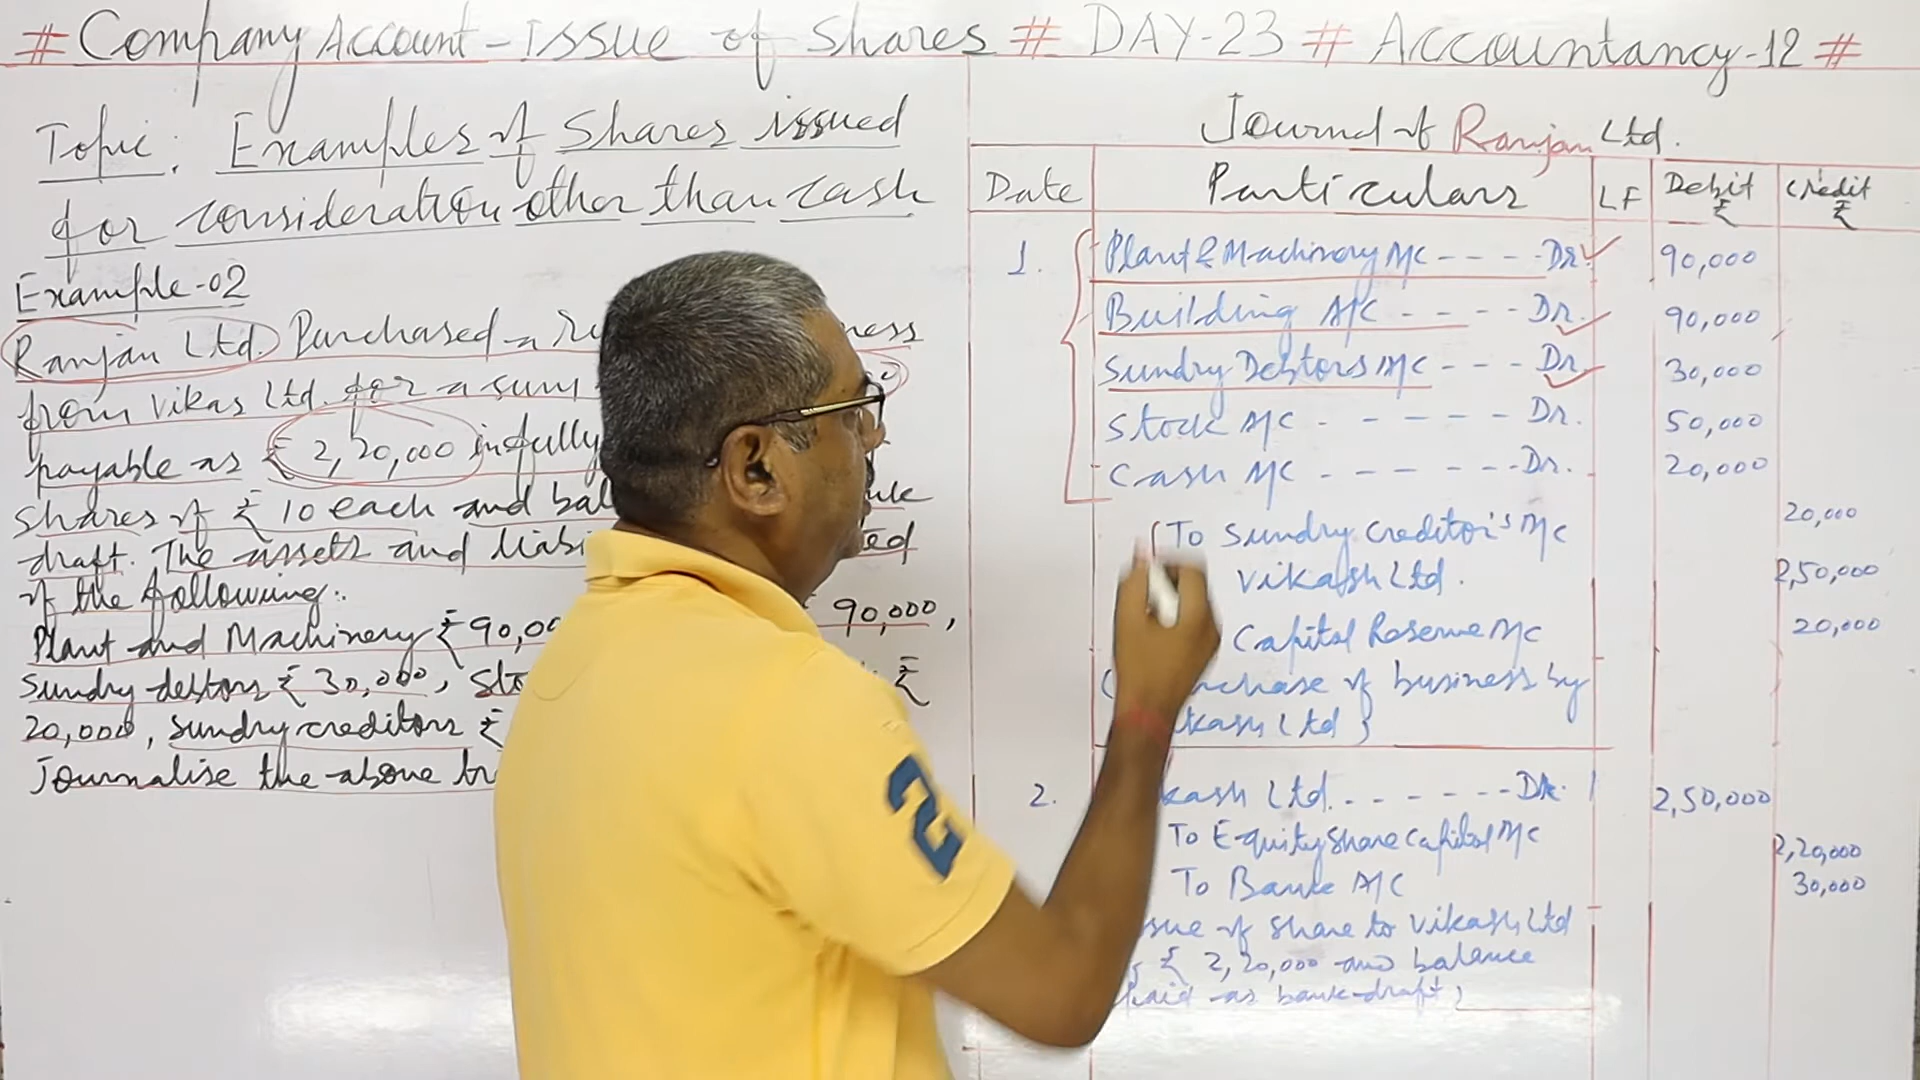 # Company Account - Issue of Shares # DAY-23 # Accountancy-12 #
Topic: Examples of Shares issued
for consideration other than cash
Example-02
Ranjan Ltd. Purchased a
from Vikas Ltd. for a sum
payable as ₹ 2,20,000 in fully
shares of ₹ 10 each and
draft. The assets and
of the following:
Plant and Machinery ₹ 90,00 90,000,
Sundry debtors ₹ 30,000, ₹
20,000, Sundry creditors ₹
Journalise the above
Journal of Ranjan Ltd.
Date Particulars LF Debit ₹ Credit ₹
1. Plant & Machinery A/C - - - - Dr. 90,000
Building A/C - - - - Dr. 90,000
Sundry Debtors A/C - - - Dr. 30,000
Stock A/C - - - - - Dr. 50,000
Cash A/C - - - - - - Dr. 20,000
To Sundry Creditor's A/C 20,000
Vikash Ltd. 2,50,000
Capital Reserve A/C 20,000
of business by
Ltd)
2. kash Ltd. - - - - - - Dr. 2,50,000
To Equity Share Capital A/C 2,20,000
To Bank A/C 30,000
of Share to Vikash Ltd
₹ 2,20,000 and balance
paid as bank draft)
2